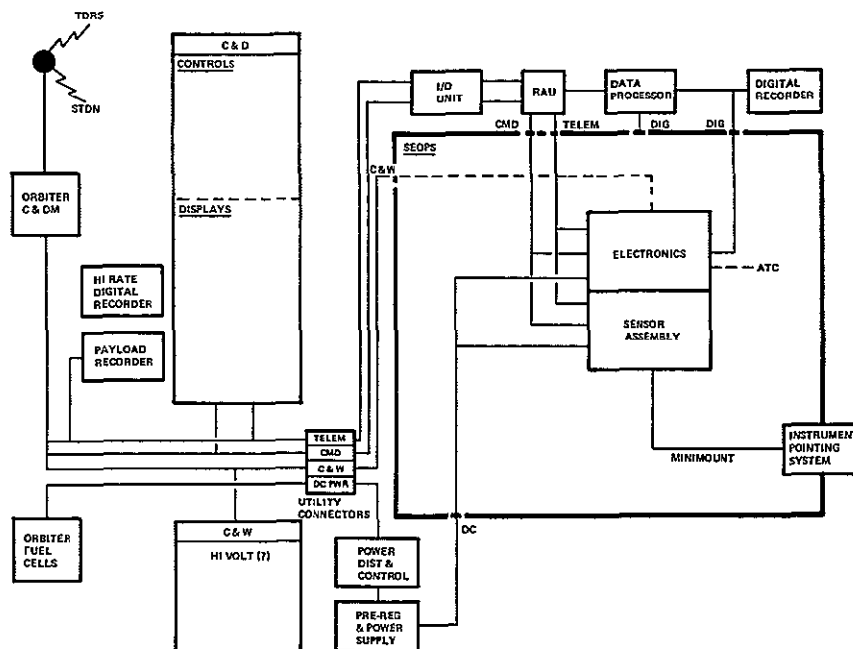 TDRS
STDN
ORBITER
C & DM
HI RATE
DIGITAL
RECORDER
PAYLOAD
RECORDER
C & D
CONTROLS
DISPLAYS
TELEM
CMD
C & W
DC PWR
UTILITY
CONNECTORS
ORBITER
FUEL
CELLS
C & W
HI VOLT (?)
POWER
DIST &
CONTROL
PRE-REG
& POWER
SUPPLY
I/O
UNIT
RAU
DATA
PROCESSOR
DIGITAL
RECORDER
CMD
TELEM
DIG
DIG
SEOPS
C&W
ELECTRONICS
ATC
SENSOR
ASSEMBLY
MINIMOUNT
INSTRUMENT
POINTING
SYSTEM
DC